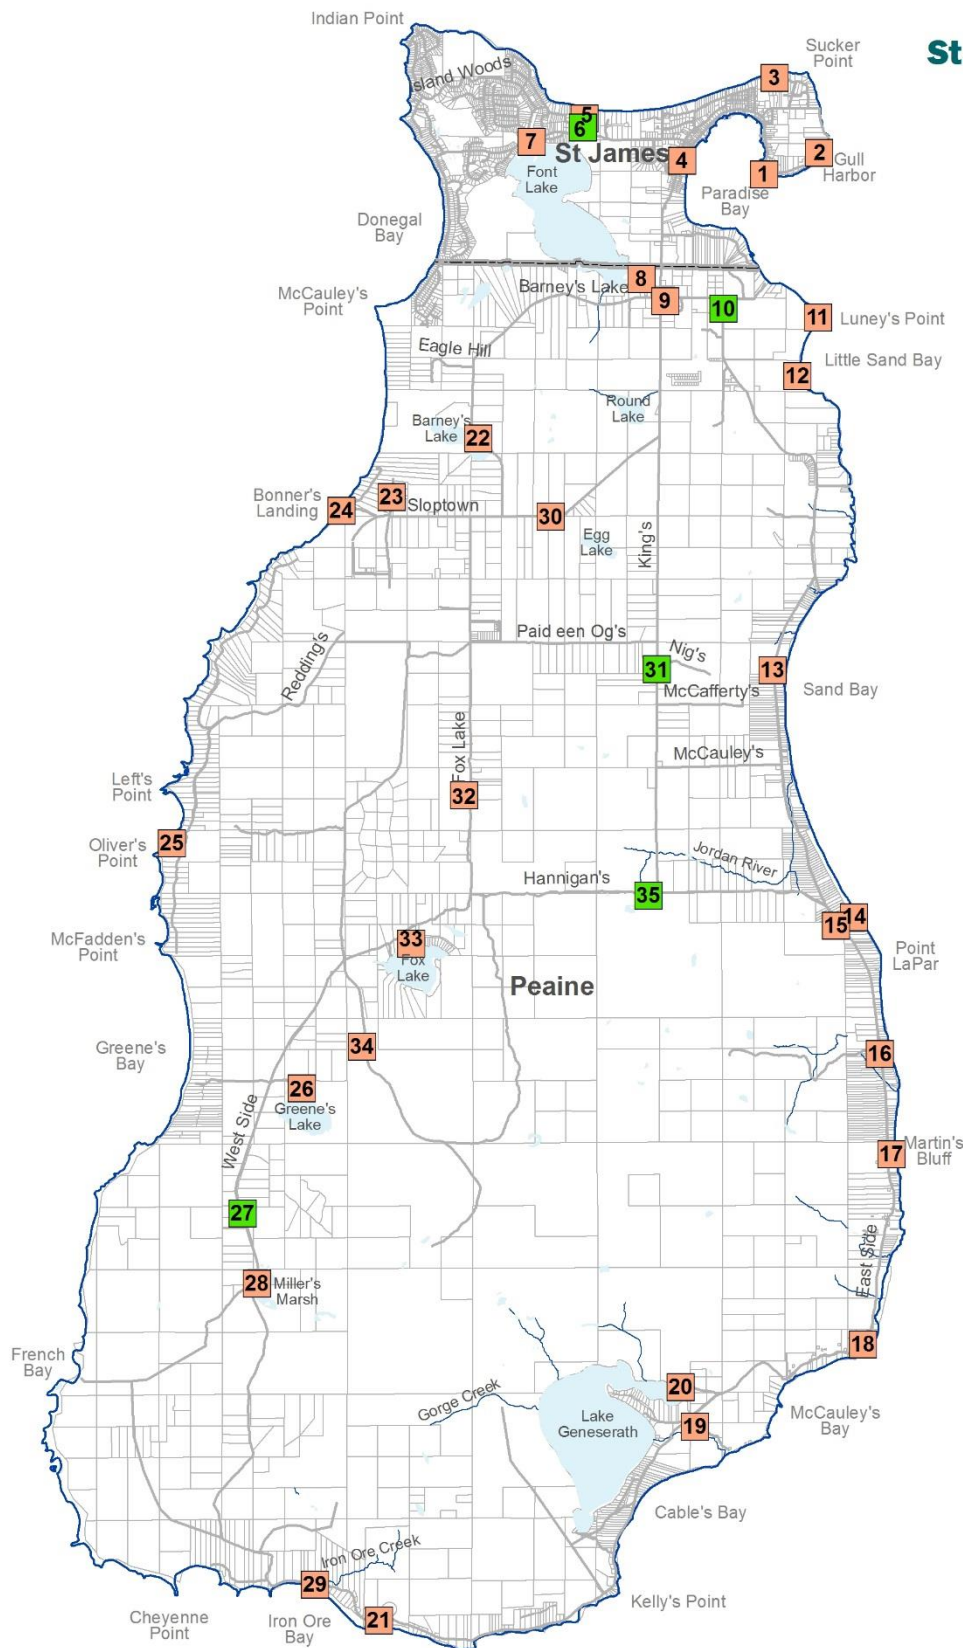 Indian Point
Sucker
Point
St
3
Island Woods
5
6
7
St James
4
2
Gull
Harbor
1
Font
Lake
Paradise
Bay
Donegal
Bay
8
Barney's Lake
McCauley's
Point
9
10
11
Luney's Point
Eagle Hill
Little Sand Bay
12
Round
Lake
Barney's
Lake
22
Bonner's
Landing
24
23
Sloptown
30
Egg
Lake
King's
Paid een Og's
Redding's
Nig's
31
McCafferty's
13
Sand Bay
Fox Lake
McCauley's
Left's
Point
32
25
Oliver's
Point
Jordan River
Hannigan's
35
14
15
McFadden's
Point
33
Fox
Lake
Point
LaPar
Peaine
Greene's
Bay
34
16
26
Greene's
Lake
West Side
17
Martin's
Bluff
27
East Side
28
Miller's
Marsh
18
French
Bay
20
Gorge Creek
Lake
Geneserath
19
McCauley's
Bay
Cable's Bay
Iron Ore Creek
29
Kelly's Point
Cheyenne
Point
Iron Ore
Bay
21